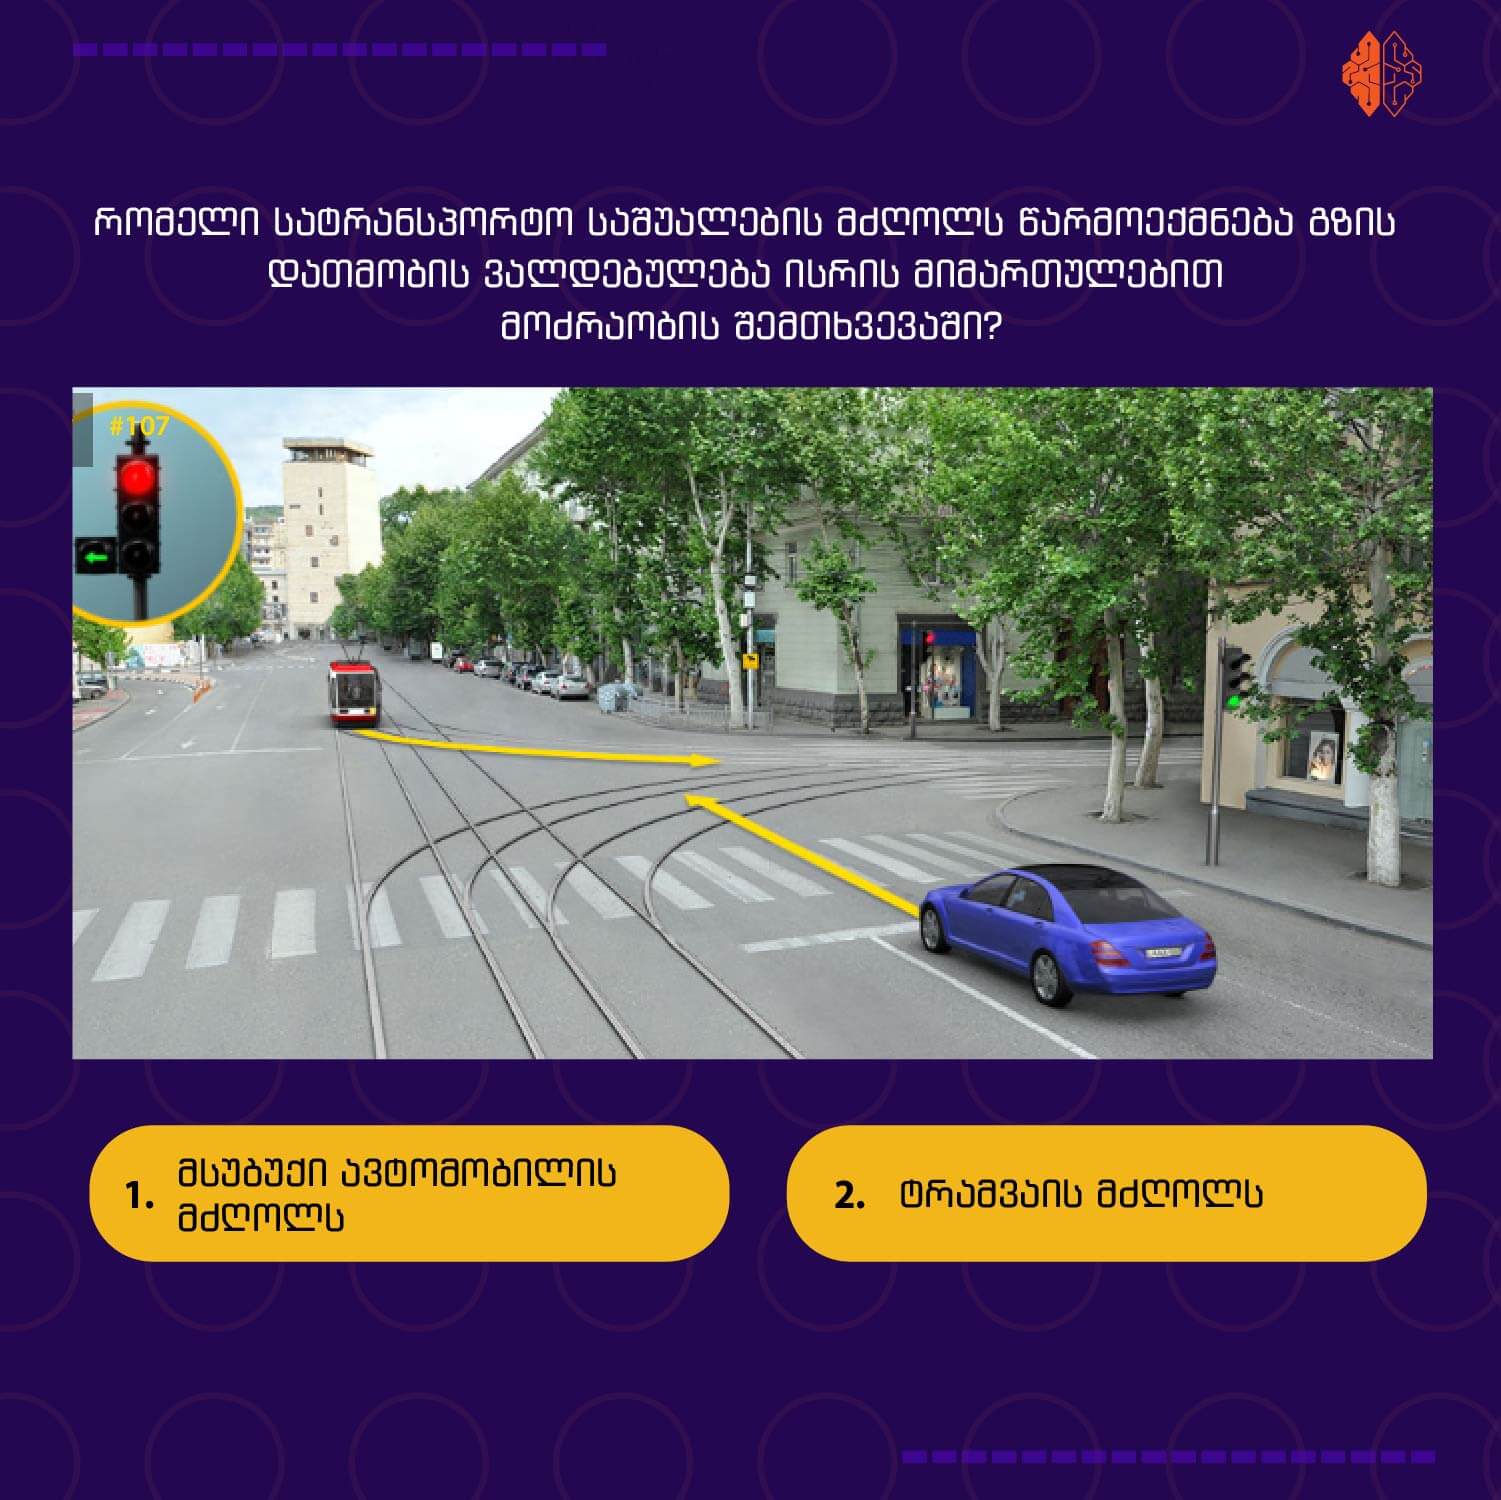 რომელი სატრანსპორტო საშუალების მძღოლს წარმოექმნება გზის
დათმობის ვალდებულება ისრის მიმართულებით
მოძრაობის შემთხვევაში?
#107
1. მსუბუქი ავტომობილის
მძღოლს
2. ტრამვაის მძღოლს